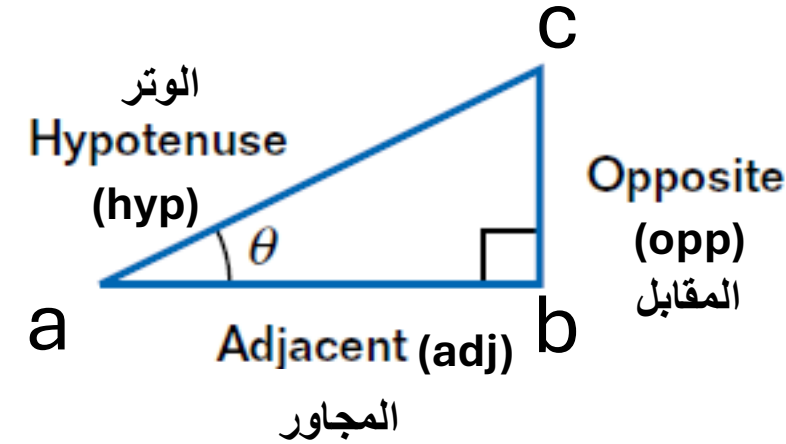 c
الوتر
Hypotenuse
(hyp)
Opposite
(opp)
المقابل
θ
a
b
Adjacent (adj)
المجاور